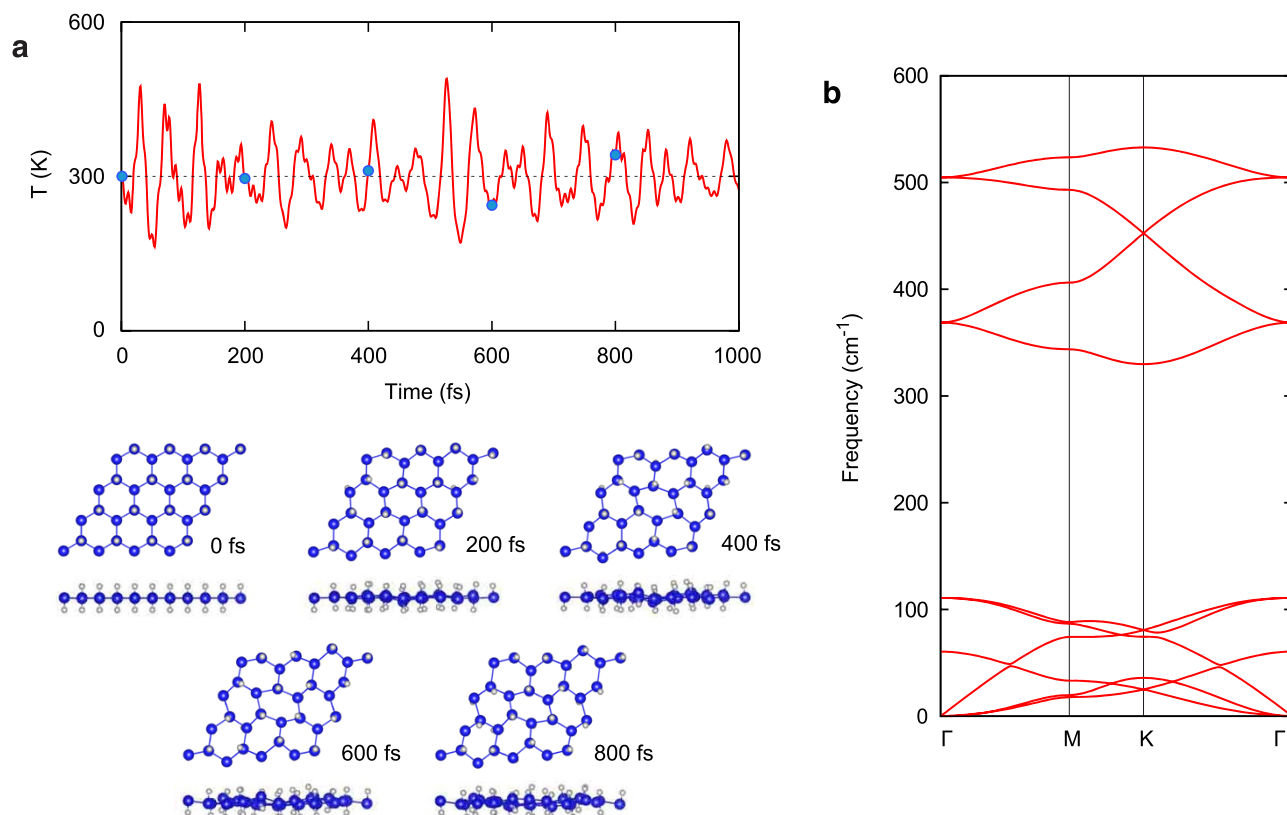 a
600
300
0
T (K)
0 200 400 600 800 1000
Time (fs)
0 fs
200 fs
400 fs
600 fs
800 fs
b
600
500
400
300
200
100
0
Frequency (cm⁻¹)
Γ M K Γ